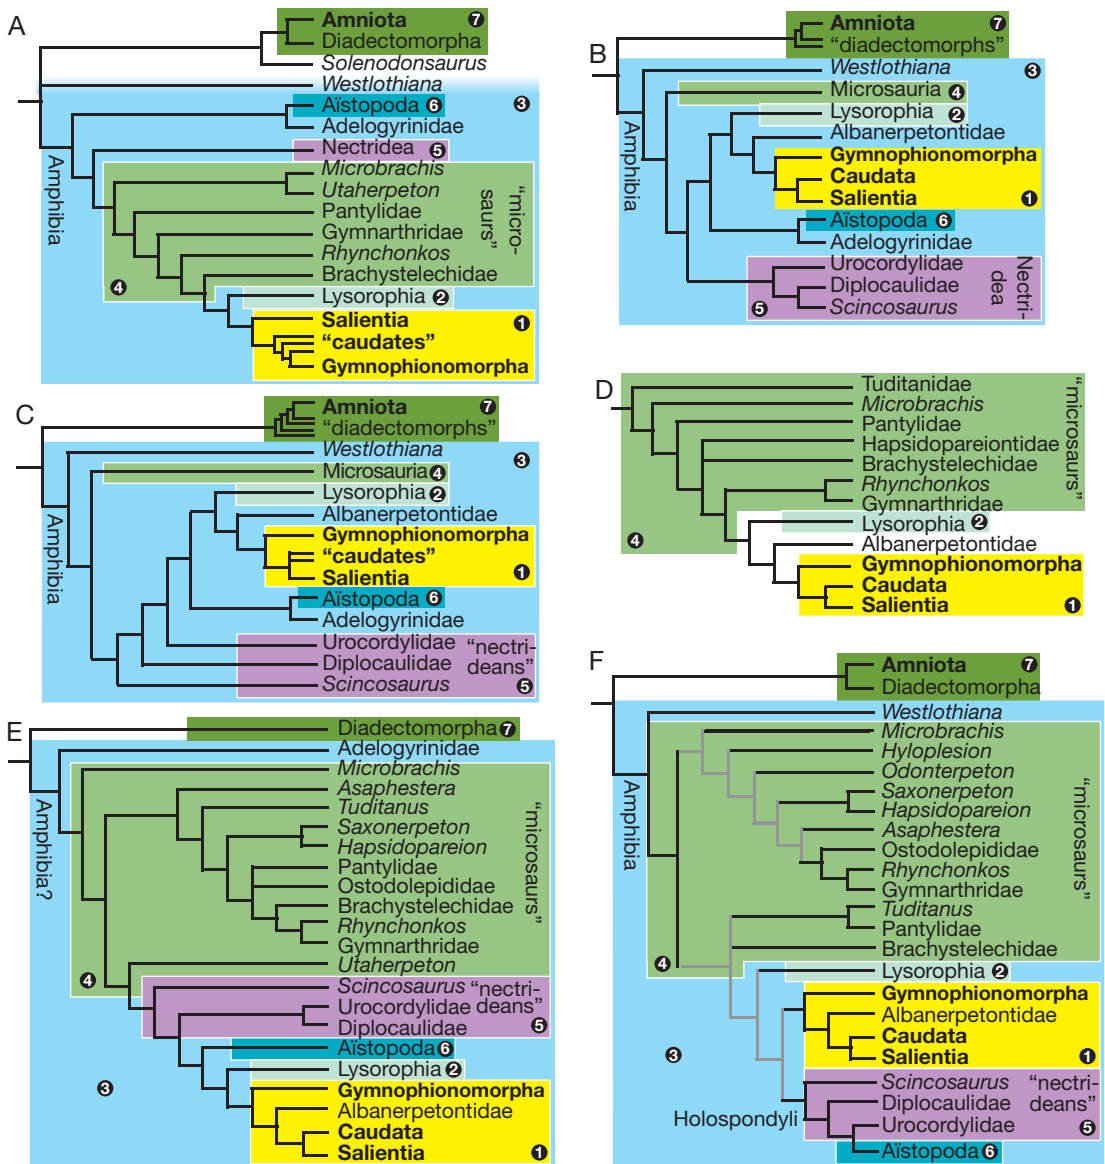 A
Amniota 7
Diadectomorpha
Solenodonsaurus
Westlothiana
Aïstopoda 6
3
Adelogyrinidae
Nectridea 5
Microbrachis
Utaherpeton
Pantylidae
Gymnarthridae
Rhynchonkos
Brachystelechidae
“micro-
saurs”
4
Lysorophia 2
Salientia 1
“caudates”
Gymnophionomorpha
Amphibia
B
Amniota 7
“diadectomorphs”
Westlothiana 3
Microsauria 4
Lysorophia 2
Albanerpetontidae
Gymnophionomorpha
Caudata
Salientia 1
Aïstopoda 6
Adelogyrinidae
Urocordylidae
Diplocaulidae
Scincosaurus
Nectri-
dea
5
Amphibia
C
Amniota 7
“diadectomorphs”
Westlothiana 3
Microsauria 4
Lysorophia 2
Albanerpetontidae
Gymnophionomorpha
“caudates”
Salientia 1
Aïstopoda 6
Adelogyrinidae
Urocordylidae “nectri-
Diplocaulidae deans”
Scincosaurus 5
Amphibia
D
Tuditanidae
Microbrachis
Pantylidae
Hapsidopareiontidae
Brachystelechidae
Rhynchonkos
Gymnarthridae
“microsaurs”
Lysorophia 2
4
Albanerpetontidae
Gymnophionomorpha
Caudata
Salientia 1
E
Diadectomorpha 7
Adelogyrinidae
Microbrachis
Asaphestera
Tuditanus
Saxonerpeton
Hapsidopareion
Pantylidae
Ostodolepididae
Brachystelechidae
Rhynchonkos
Gymnarthridae
Utaherpeton
“microsaurs”
4
Scincosaurus “nectri-
Urocordylidae deans”
Diplocaulidae 5
Aïstopoda 6
Lysorophia 2
3
Gymnophionomorpha
Albanerpetontidae
Caudata
Salientia 1
Amphibia?
F
Amniota 7
Diadectomorpha
Westlothiana
Microbrachis
Hyloplesion
Odonterpeton
Saxonerpeton
Hapsidopareion
Asaphestera
Ostodolepididae
Rhynchonkos
Gymnarthridae
Tuditanus
Pantylidae
Brachystelechidae
“microsaurs”
4
Lysorophia 2
Gymnophionomorpha
Albanerpetontidae
Caudata
Salientia 1
3
Scincosaurus “nectri-
Diplocaulidae deans”
Urocordylidae 5
Holospondyli
Aïstopoda 6
Amphibia